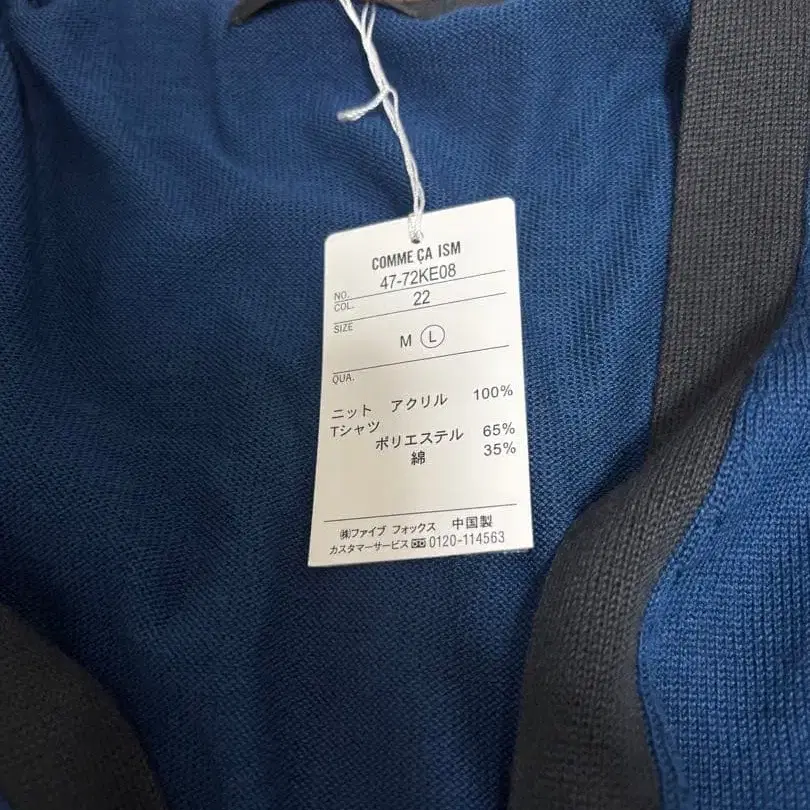 COMME ÇA ISM
NO. 47-72KE08
COL. 22
SIZE
M Ⓛ
QUA.
ニット アクリル 100%
Tシャツ
ポリエステル 65%
綿 35%
㈱ファイブ フォックス 中国製
カスタマーサービス 0120-114563